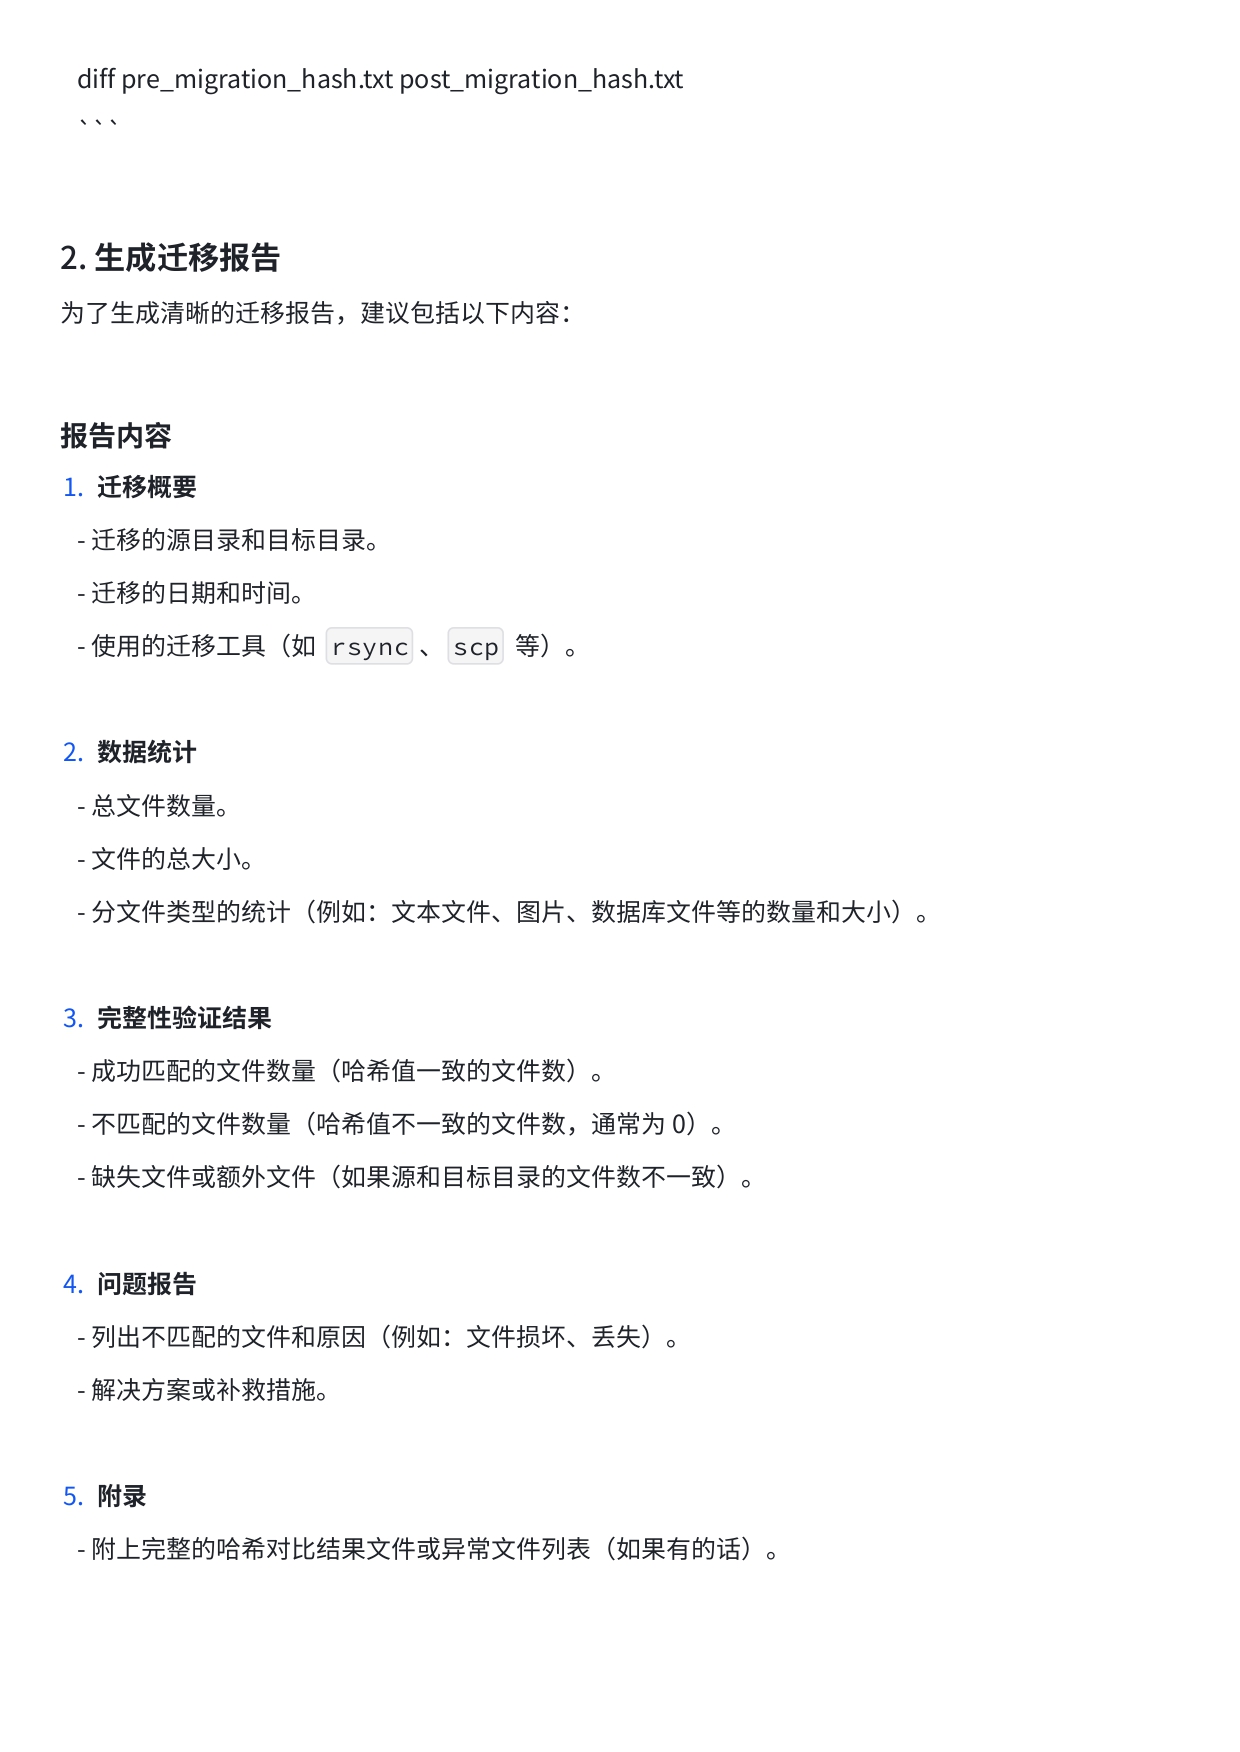 diff pre_migration_hash.txt post_migration_hash.txt
```
2. 生成迁移报告
为了生成清晰的迁移报告，建议包括以下内容：
报告内容
1. 迁移概要
- 迁移的源目录和目标目录。
- 迁移的日期和时间。
- 使用的迁移工具（如 rsync 、 scp 等）。
2. 数据统计
- 总文件数量。
- 文件的总大小。
- 分文件类型的统计（例如：文本文件、图片、数据库文件等的数量和大小）。
3. 完整性验证结果
- 成功匹配的文件数量（哈希值一致的文件数）。
- 不匹配的文件数量（哈希值不一致的文件数，通常为 0）。
- 缺失文件或额外文件（如果源和目标目录的文件数不一致）。
4. 问题报告
- 列出不匹配的文件和原因（例如：文件损坏、丢失）。
- 解决方案或补救措施。
5. 附录
- 附上完整的哈希对比结果文件或异常文件列表（如果有的话）。